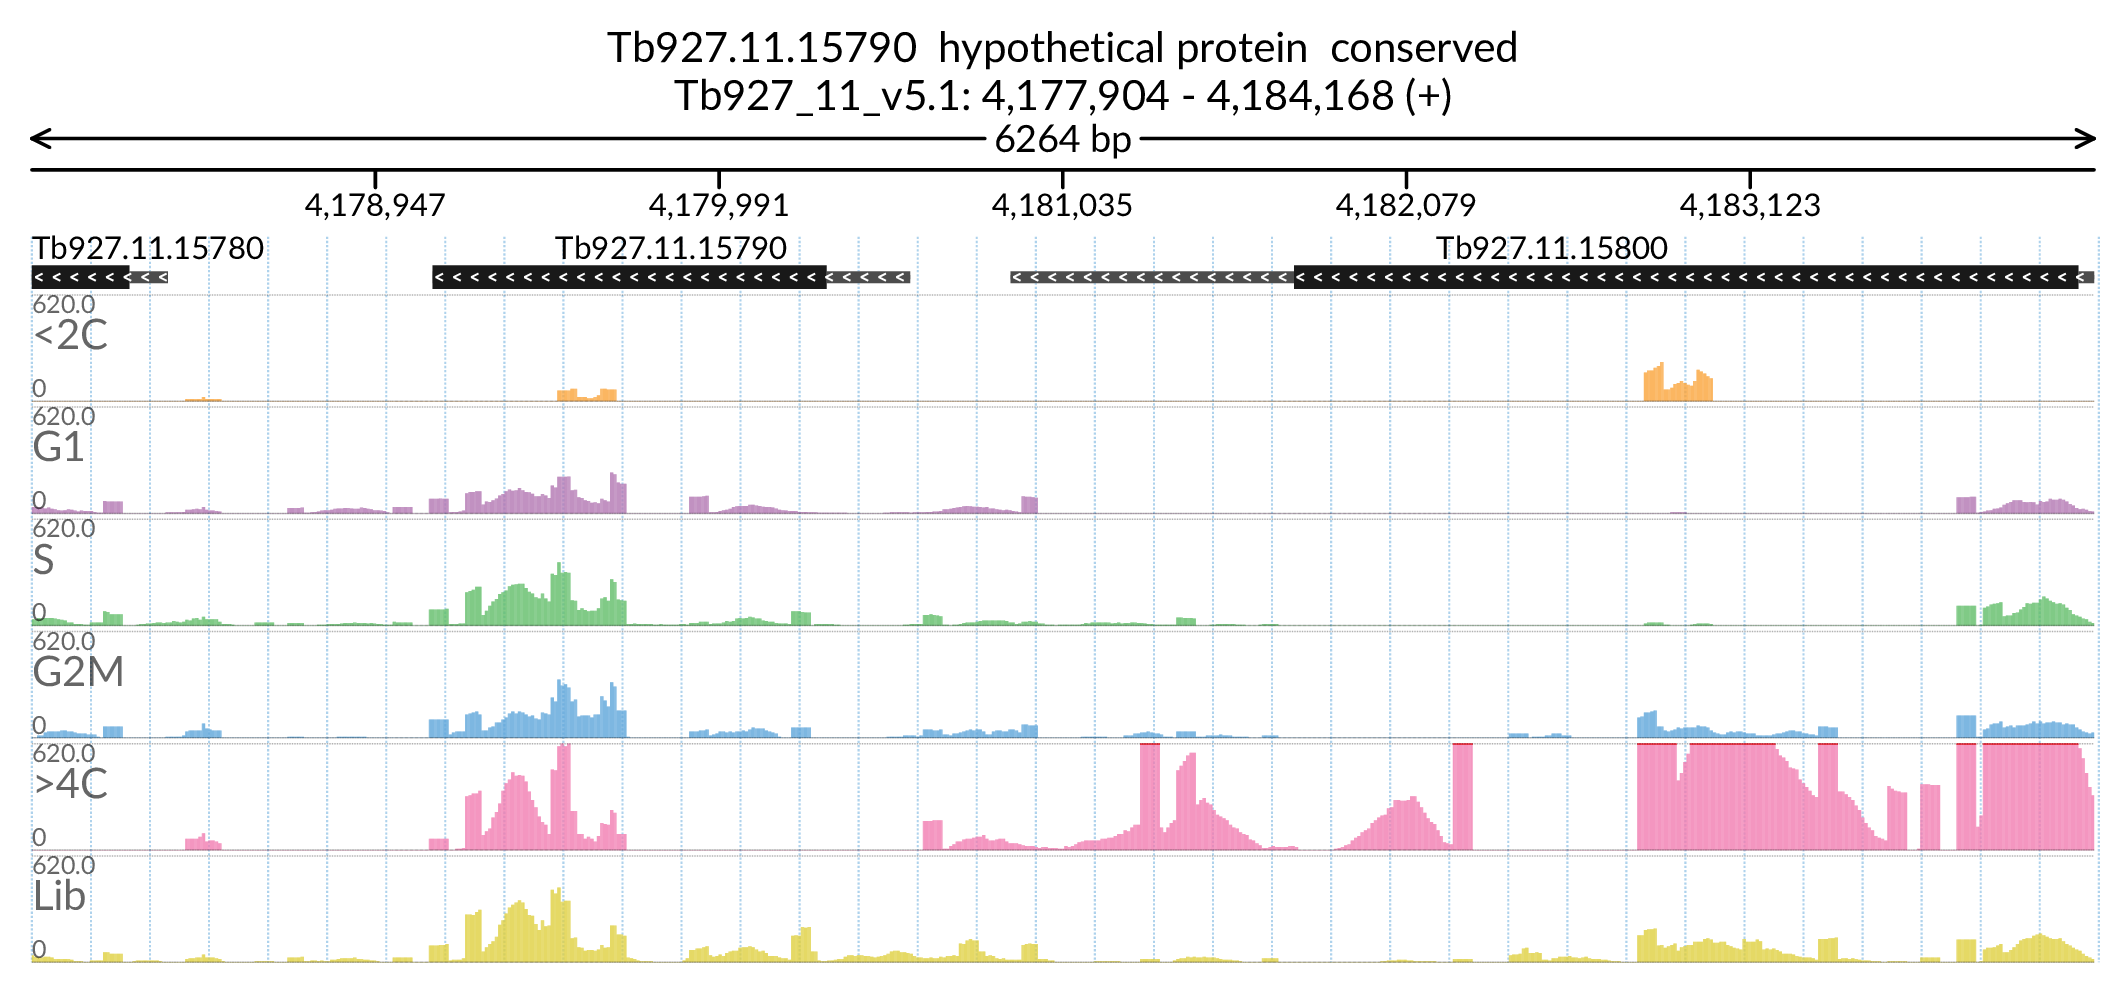 Tb927.11.15790  hypothetical protein  conserved
Tb927_11_v5.1: 4,177,904 - 4,184,168 (+)
6264 bp
4,178,947 4,179,991 4,181,035 4,182,079 4,183,123
Tb927.11.15780 Tb927.11.15790 Tb927.11.15800
620.0
<2C
0
620.0
G1
0
620.0
S
0
620.0
G2M
0
620.0
>4C
0
620.0
Lib
0